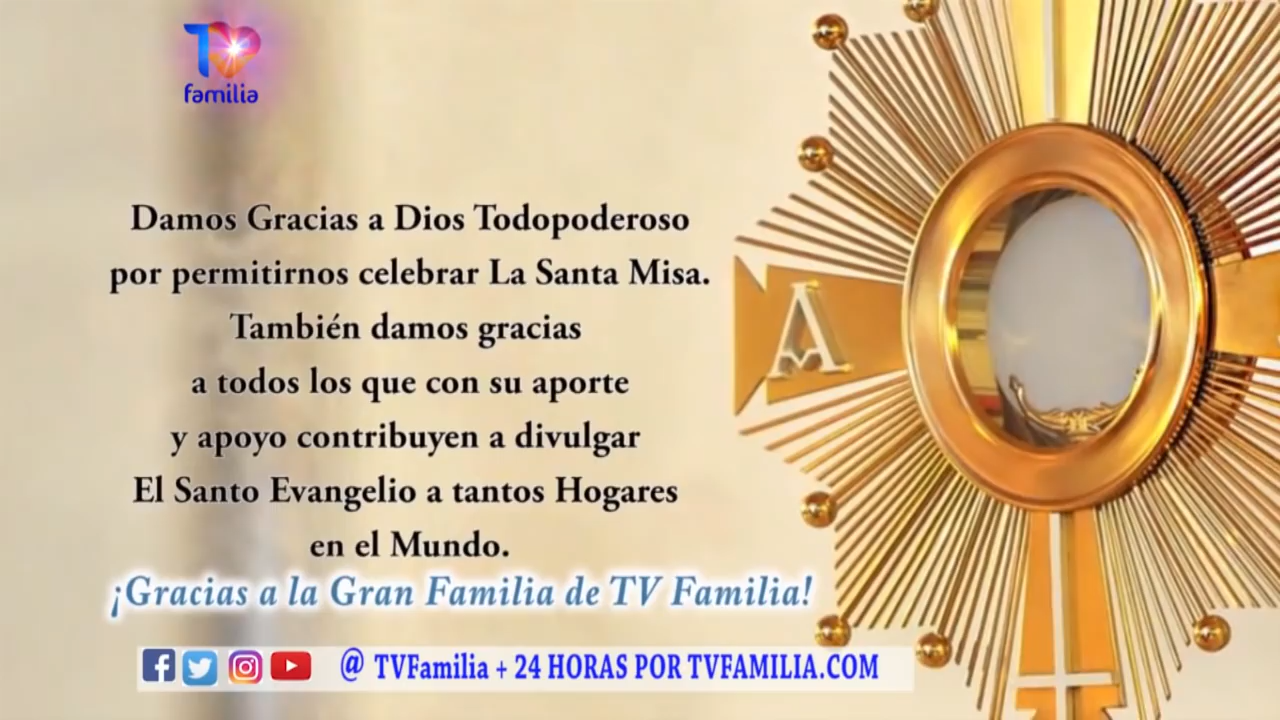 TV
familia
Damos Gracias a Dios Todopoderoso
por permitirnos celebrar La Santa Misa.
También damos gracias
a todos los que con su aporte
y apoyo contribuyen a divulgar
El Santo Evangelio a tantos Hogares
en el Mundo.
¡Gracias a la Gran Familia de TV Familia!
@ TVFamilia + 24 HORAS POR TVFAMILIA.COM
A